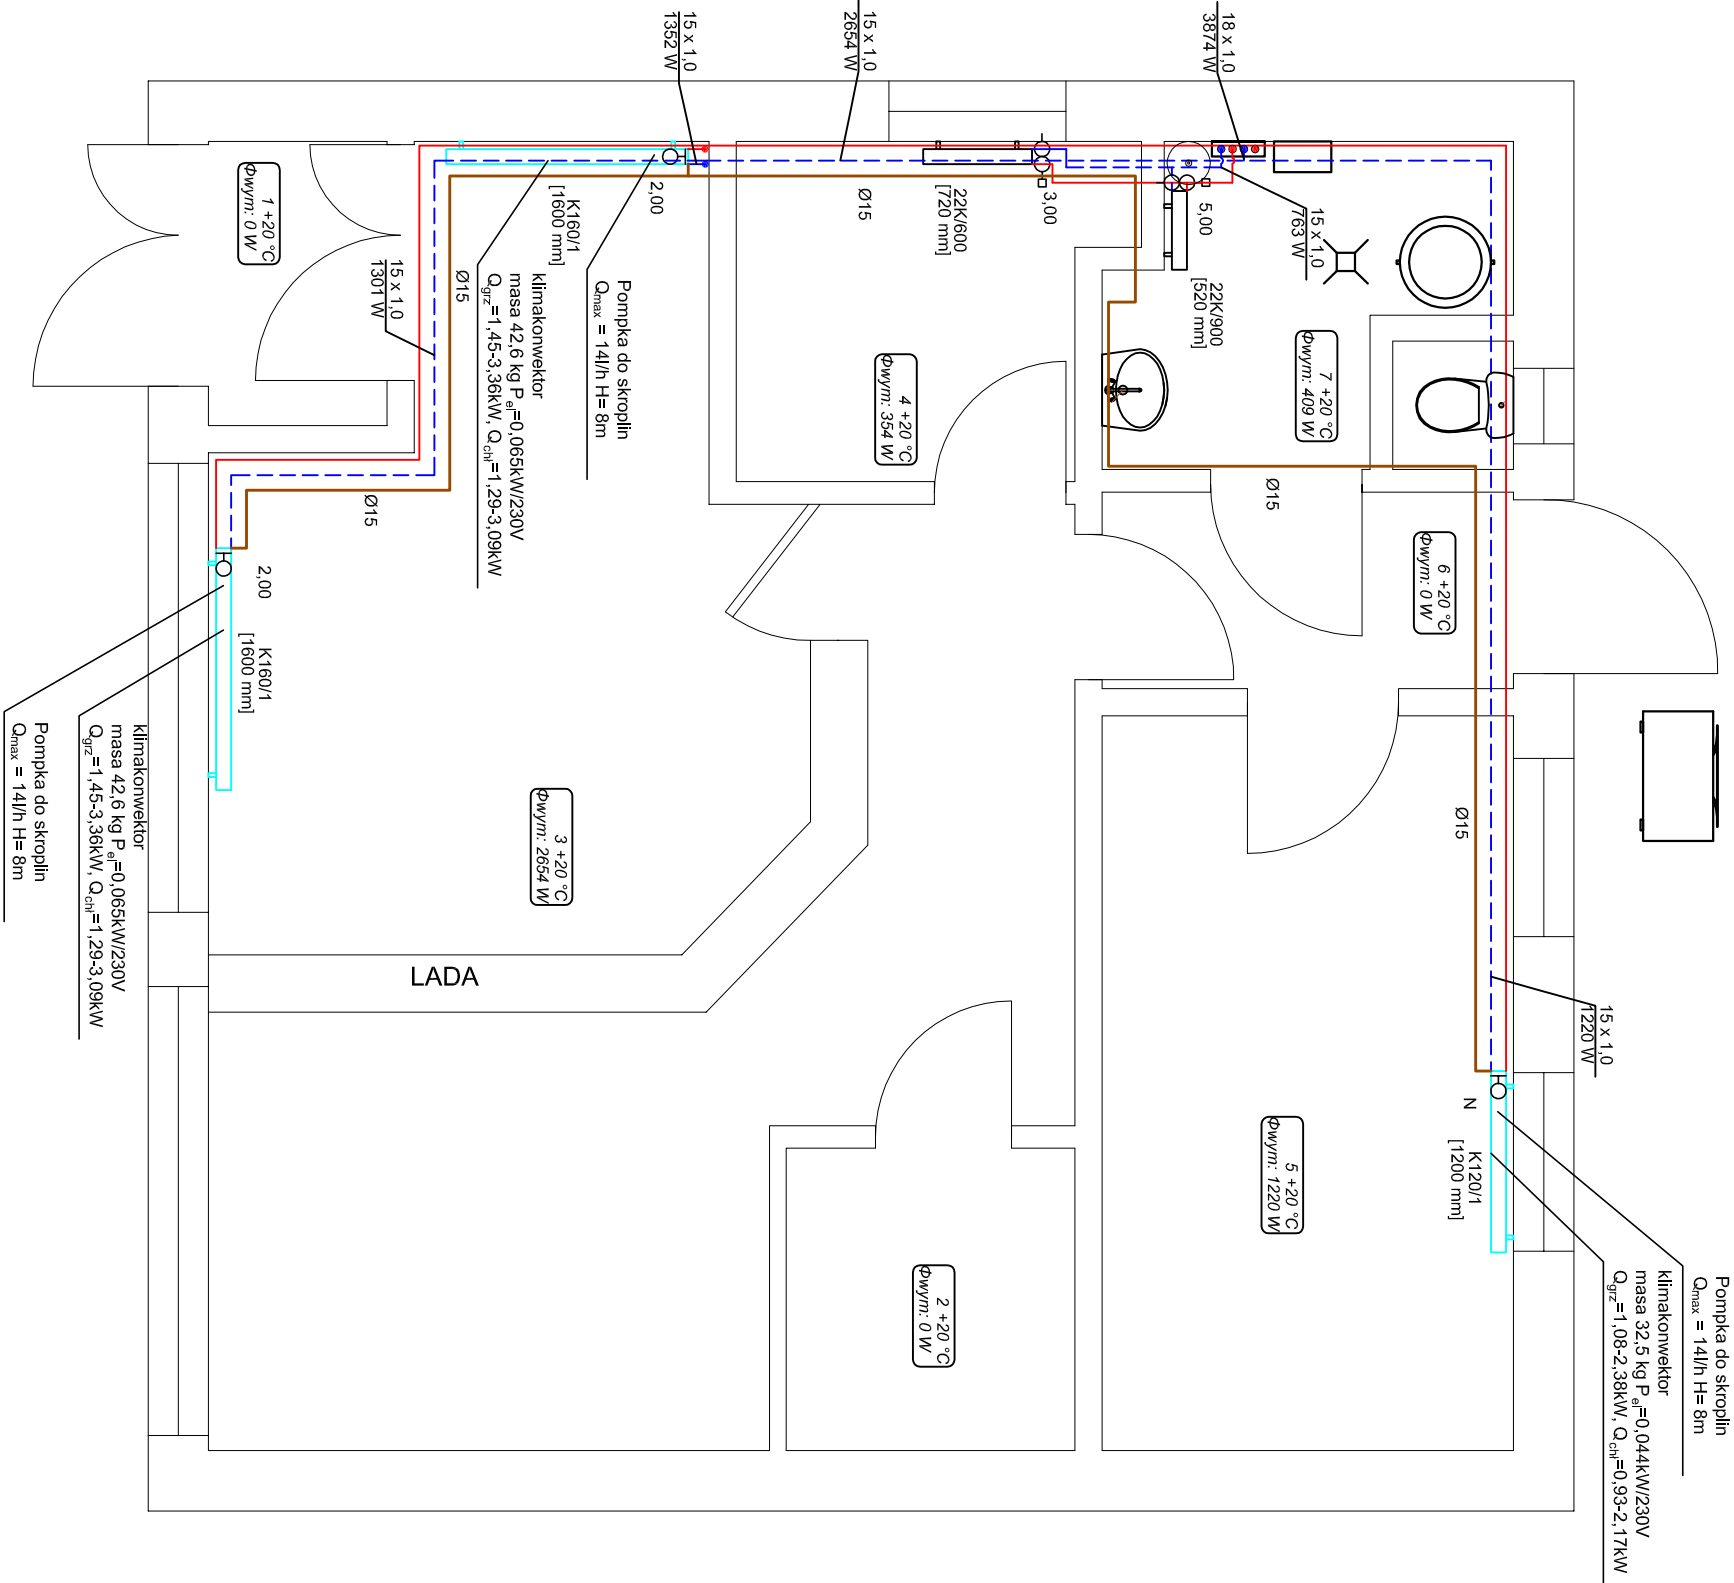 15 x 1,0
1352 W
15 x 1,0
2654 W
18 x 1,0
3874 W
15 x 1,0
763 W
1 +20 °C
Φwym: 0 W
15 x 1,0
1301 W
Ø15
K160/1
[1600 mm]
2,00
Pompka do skroplin
Qmax = 14l/h H= 8m
klimakonwektor
masa 42,6 kg Pel=0,065kW/230V
Qgrz=1,45-3,36kW, Qchł=1,29-3,09kW
Ø15
22K/600
[720 mm]
3,00
5,00
22K/900
[520 mm]
7 +20 °C
Φwym: 409 W
4 +20 °C
Φwym: 354 W
Ø15
Ø15
6 +20 °C
Φwym: 0 W
2,00
K160/1
[1600 mm]
klimakonwektor
masa 42,6 kg Pel=0,065kW/230V
Qgrz=1,45-3,36kW, Qchł=1,29-3,09kW
Pompka do skroplin
Qmax = 14l/h H= 8m
3 +20 °C
Φwym: 2654 W
LADA
Ø15
15 x 1,0
1220 W
N
K120/1
[1200 mm]
5 +20 °C
Φwym: 1220 W
2 +20 °C
Φwym: 0 W
Pompka do skroplin
Qmax = 14l/h H= 8m
klimakonwektor
masa 32,5 kg Pel=0,044kW/230V
Qgrz=1,08-2,38kW, Qchł=0,93-2,17kW